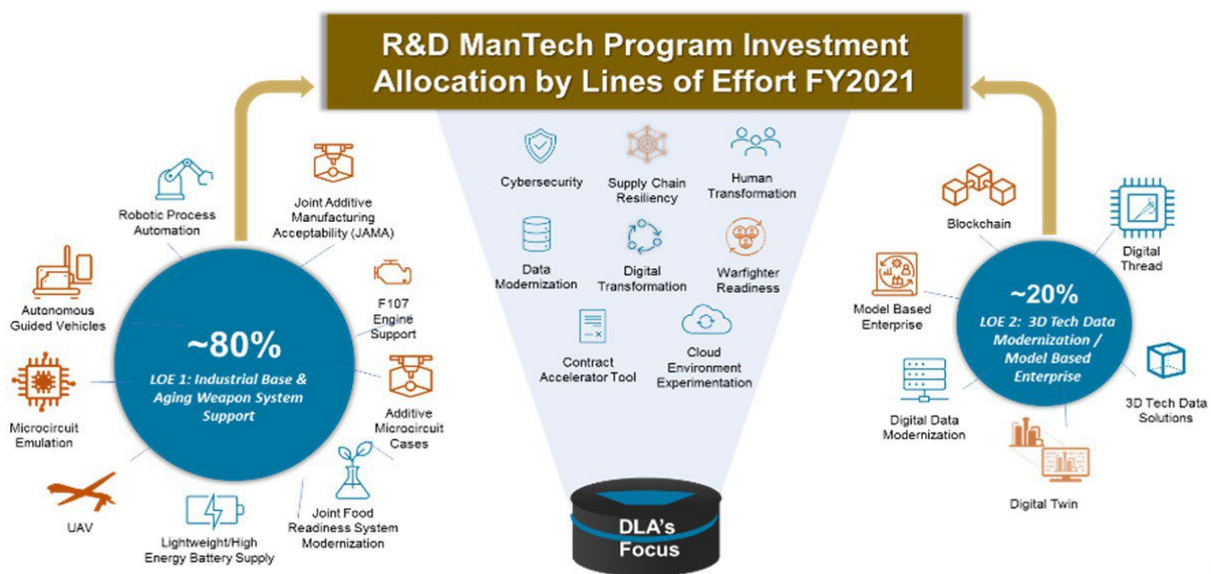 R&D ManTech Program Investment
Allocation by Lines of Effort FY2021
Robotic Process
Automation
Joint Additive
Manufacturing
Acceptability (JAMA)
Autonomous
Guided Vehicles
F107
Engine
Support
~80%
LOE 1: Industrial Base &
Aging Weapon System
Support
Microcircuit
Emulation
Additive
Microcircuit
Cases
UAV
Lightweight/High
Energy Battery Supply
Joint Food
Readiness System
Modernization
Cybersecurity
Supply Chain
Resiliency
Human
Transformation
Data
Modernization
Digital
Transformation
Warfighter
Readiness
Contract
Accelerator Tool
Cloud
Environment
Experimentation
DLA's
Focus
Blockchain
Digital
Thread
Model Based
Enterprise
~20%
LOE 2: 3D Tech Data
Modernization /
Model Based
Enterprise
Digital Data
Modernization
3D Tech Data
Solutions
Digital Twin